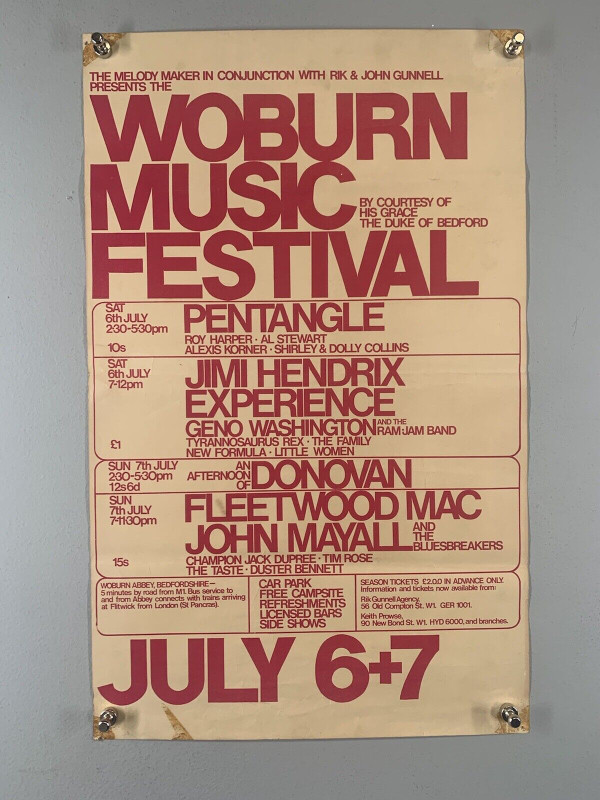 THE MELODY MAKER IN CONJUNCTION WITH RIK & JOHN GUNNELL
PRESENTS THE
WOBURN
MUSIC
BY COURTESY OF
HIS GRACE
THE DUKE OF BEDFORD
FESTIVAL
SAT
6th JULY
2·30-5·30pm
10s
PENTANGLE
ROY HARPER · AL STEWART
ALEXIS KORNER · SHIRLEY & DOLLY COLLINS
SAT
6th JULY
7-12pm
£1
JIMI HENDRIX
EXPERIENCE
GENO WASHINGTON AND THE RAM JAM BAND
TYRANNOSAURUS REX · THE FAMILY
NEW FORMULA · LITTLE WOMEN
SUN 7th JULY
2·30-5·30pm
12s 6d
AN
AFTERNOON
OF
DONOVAN
SUN
7th JULY
7-11·30pm
15s
FLEETWOOD MAC
JOHN MAYALL AND
THE
BLUESBREAKERS
CHAMPION JACK DUPREE · TIM ROSE
THE TASTE · DUSTER BENNETT
WOBURN ABBEY, BEDFORDSHIRE—
5 minutes by road from M1. Bus service to
and from Abbey connects with trains arriving
at Flitwick from London (St Pancras).
CAR PARK
FREE CAMPSITE
REFRESHMENTS
LICENSED BARS
SIDE SHOWS
SEASON TICKETS £2.0.0 IN ADVANCE ONLY.
Information and tickets now available from:
Rik Gunnell Agency,
56 Old Compton St. W1. GER 1001.
Keith Prowse,
90 New Bond St. W1. HYD 6000, and branches.
JULY 6+7